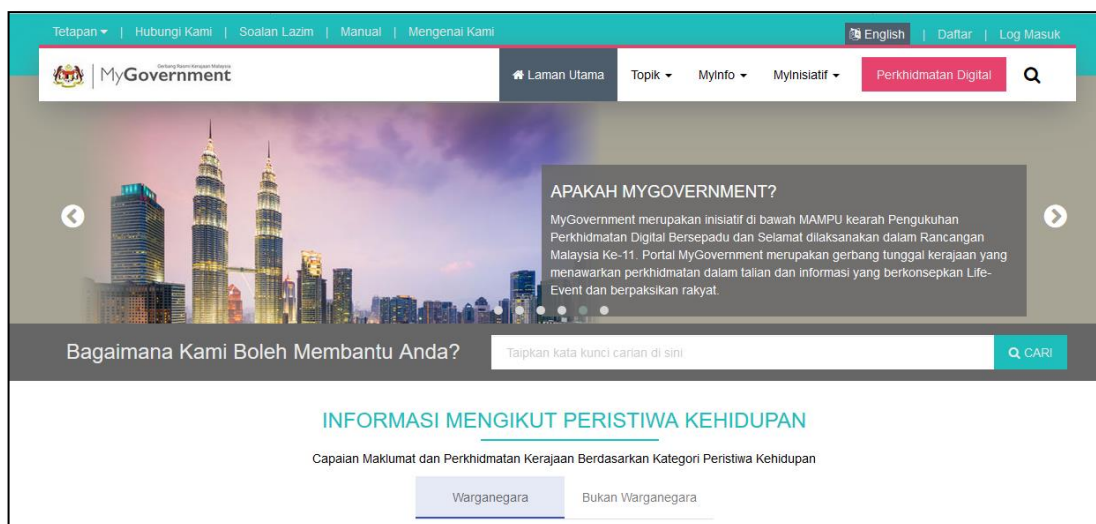 Tetapan | Hubungi Kami | Soalan Lazim | Manual | Mengenai Kami
English | Daftar | Log Masuk
Gerbang Rasmi Kerajaan Malaysia
MyGovernment
Laman Utama Topik MyInfo MyInisiatif Perkhidmatan Digital
APAKAH MYGOVERNMENT?
MyGovernment merupakan inisiatif di bawah MAMPU kearah Pengukuhan
Perkhidmatan Digital Bersepadu dan Selamat dilaksanakan dalam Rancangan
Malaysia Ke-11. Portal MyGovernment merupakan gerbang tunggal kerajaan yang
menawarkan perkhidmatan dalam talian dan informasi yang berkonsepkan Life-
Event dan berpaksikan rakyat.
Bagaimana Kami Boleh Membantu Anda?
Taipkan kata kunci carian di sini
CARI
INFORMASI MENGIKUT PERISTIWA KEHIDUPAN
Capaian Maklumat dan Perkhidmatan Kerajaan Berdasarkan Kategori Peristiwa Kehidupan
Warganegara Bukan Warganegara